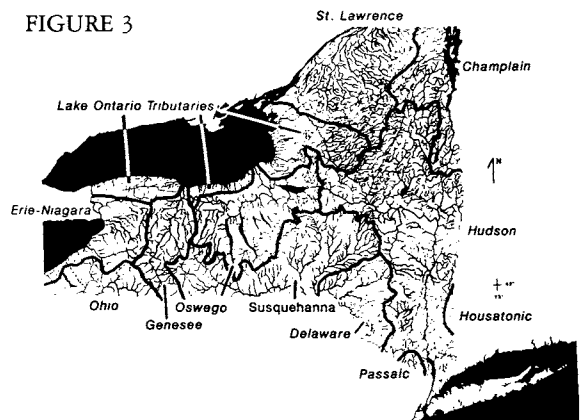 FIGURE 3
St. Lawrence
Champlain
Lake Ontario Tributaries
N
Erie-Niagara
Hudson
Ohio
Oswego
Susquehanna
Genesee
Housatonic
Delaware
Passaic